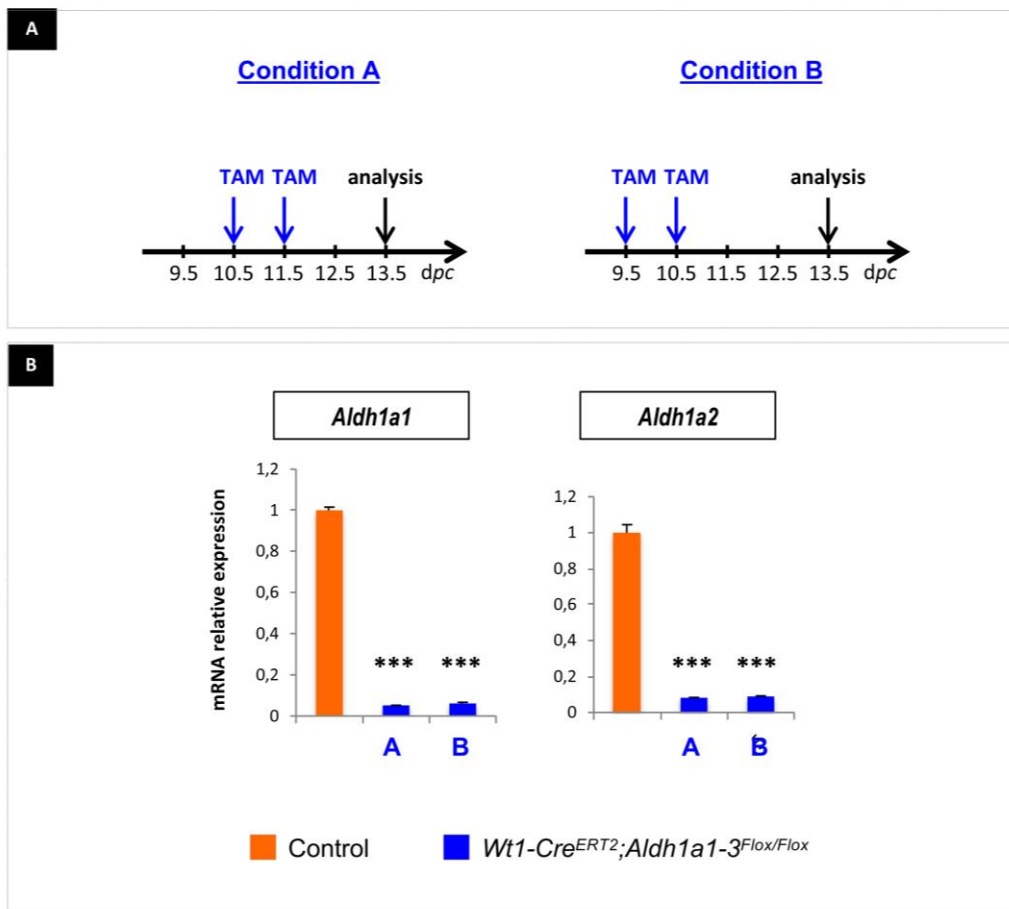 A
Condition A
Condition B
TAM TAM analysis
TAM TAM analysis
9.5 10.5 11.5 12.5 13.5 dpc
9.5 10.5 11.5 12.5 13.5 dpc
B
Aldh1a1
Aldh1a2
mRNA relative expression
1,2
1
0,8
0,6
0,4
0,2
0
*** ***
A B
1,2
1
0,8
0,6
0,4
0,2
0
*** ***
A B
Control
Wt1-CreERT2;Aldh1a1-3Flox/Flox